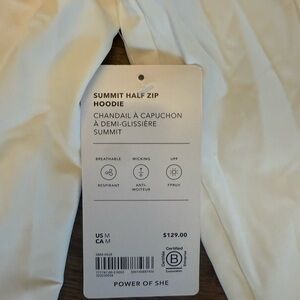 SUMMIT HALF ZIP
HOODIE
CHANDAIL À CAPUCHON
À DEMI-GLISSIÈRE
SUMMIT
BREATHABLE WICKING UPF
RESPIRANT ANTI-MOITEUR FPRUV
US M $129.00
CA M
Certified
B
Corporation
POWER OF SHE